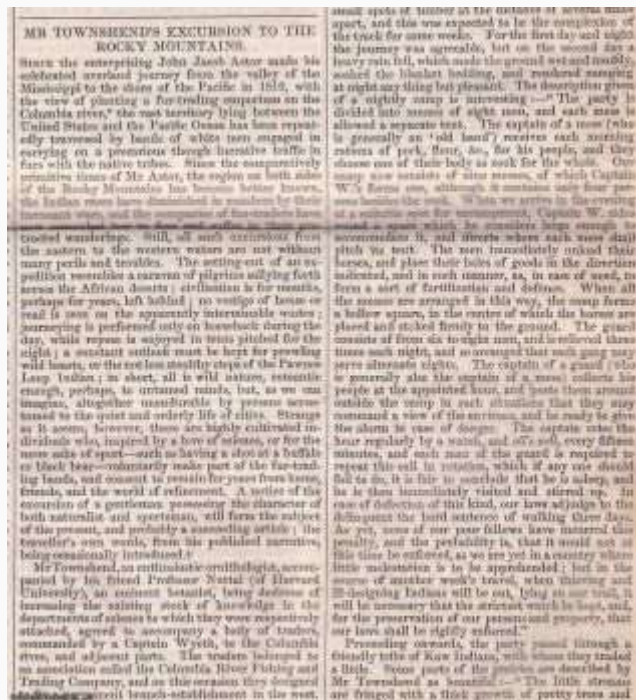 MR TOWNSHEND'S EXCURSION TO THE
ROCKY MOUNTAINS.
Since the enterprising John Jacob Astor made his
celebrated overland journey from the valley of the
Mississippi to the shore of the Pacific in 1812, with
the view of planting a fur-trading emporium on the
Columbia river,* the vast territory lying between the
United States and the Pacific Ocean has been repeat-
edly traversed by bands of white men engaged in
carrying on a precarious though lucrative traffic in
furs with the native tribes. Since the comparatively
of Mr Astor, the region on both sides
of the Rocky Mountains has been better known,
wanderings. Still, all such excursions from
the eastern to the western waters are not without
many perils and troubles. The setting-out of an ex-
pedition resembles a caravan of pilgrims sallying forth
across the African deserts; civilisation is for months,
perhaps for years, left behind; no vestige of house or
road is seen on the apparently interminable wastes;
journeying is performed only on horseback during the
day, while repose is enjoyed in tents pitched for the
night; a constant outlook must be kept for prowling
wild beasts, or the not less stealthy steps of the Pawnee
Loup Indian; in short, all is wild nature, romantic
enough, perhaps, to untamed minds, but, as we can
imagine, altogether unendurable by persons accus-
tomed to the quiet and orderly life of cities. Strange
as it seems, however, there are highly cultivated in-
dividuals who, inspired by a love of science, or for the
mere sake of sport—such as having a shot at a buffalo
or black bear—voluntarily make part of the fur-trad-
ing bands, and consent to remain for years from home,
friends, and the world of refinement. A notice of the
excursion of a gentleman possessing the character of
both naturalist and sportsman, will form the subject
of the present, and probably a succeeding article; the
traveller's own words, from his published narrative,
being occasionally introduced.†
Mr Townshend, an enthusiastic ornithologist, accom-
panied by his friend Professor Nuttal (of Harvard
University), an eminent botanist, being desirous of
increasing the existing stock of knowledge in the
departments of science to which they were respectively
attached, agreed to accompany a body of traders,
commanded by a Captain Wyeth, to the Columbia
river, and adjacent parts. The traders belonged to
an association called the Columbia River Fishing and
Trading Company, and on this occasion they designed
branch-establishment in the west.
small spots of timber at the distance of several miles
apart, and this was expected to be the complexion of
the track for some weeks. For the first day and night
the journey was agreeable, but on the second day a
heavy rain fell, which made the ground wet and muddy,
soaked the blanket bedding, and rendered camping
at night any thing but pleasant. The description given
of a nightly camp is interesting:—"The party is
divided into messes of eight men, and each mess is
allowed a separate tent. The captain of a mess (who
is generally an 'old hand') receives each morning
rations of pork, flour, &c., for his people, and they
choose one of their body as cook for the whole. Our
camp now consists of nine messes, of which Captain
W.'s forms one, although it contains only four per-
sons besides the cook.
accommodate it, and directs where each mess shall
pitch its tent. The men immediately unload their
horses, and place their bales of goods in the direction
indicated, and in such manner, as, in case of need, to
form a sort of fortification and defence. When all
the messes are arranged in this way, the camp forms
a hollow square, in the centre of which the horses are
placed and staked firmly to the ground. The guard
consists of from six to eight men, and is relieved three
times each night, and so arranged that each gang may
serve alternate nights. The captain of a guard (who
is generally also the captain of a mess) collects his
people at the appointed hour, and posts them around
outside the camp in such situations that they may
command a view of the environs, and be ready to give
the alarm in case of danger. The captain cries the
hour regularly by a watch, and all's well, every fifteen
minutes, and each man of the guard is required to
repeat this call in rotation, which if any one should
fail to do, it is fair to conclude that he is asleep, and
he is then immediately visited and stirred up. In
case of defection of this kind, our laws adjudge to the
delinquent the hard sentence of walking three days.
As yet, none of our poor fellows have incurred this
penalty, and the probability is, that it would not at
this time be enforced, as we are yet in a country where
little molestation is to be apprehended; but in the
course of another week's travel, when thieving and
ill-designing Indians will be out, lying on our trail, it
will be necessary that the strictest watch be kept, and,
for the preservation of our persons and property, that
our laws shall be rigidly enforced."
Proceeding onwards, the party passed through a
friendly tribe of Kaw Indians, with whom they traded
a little. Some parts of are described by
Mr Townshend as beautiful:—"The little streams
are fringed with a thick growth of pretty trees and